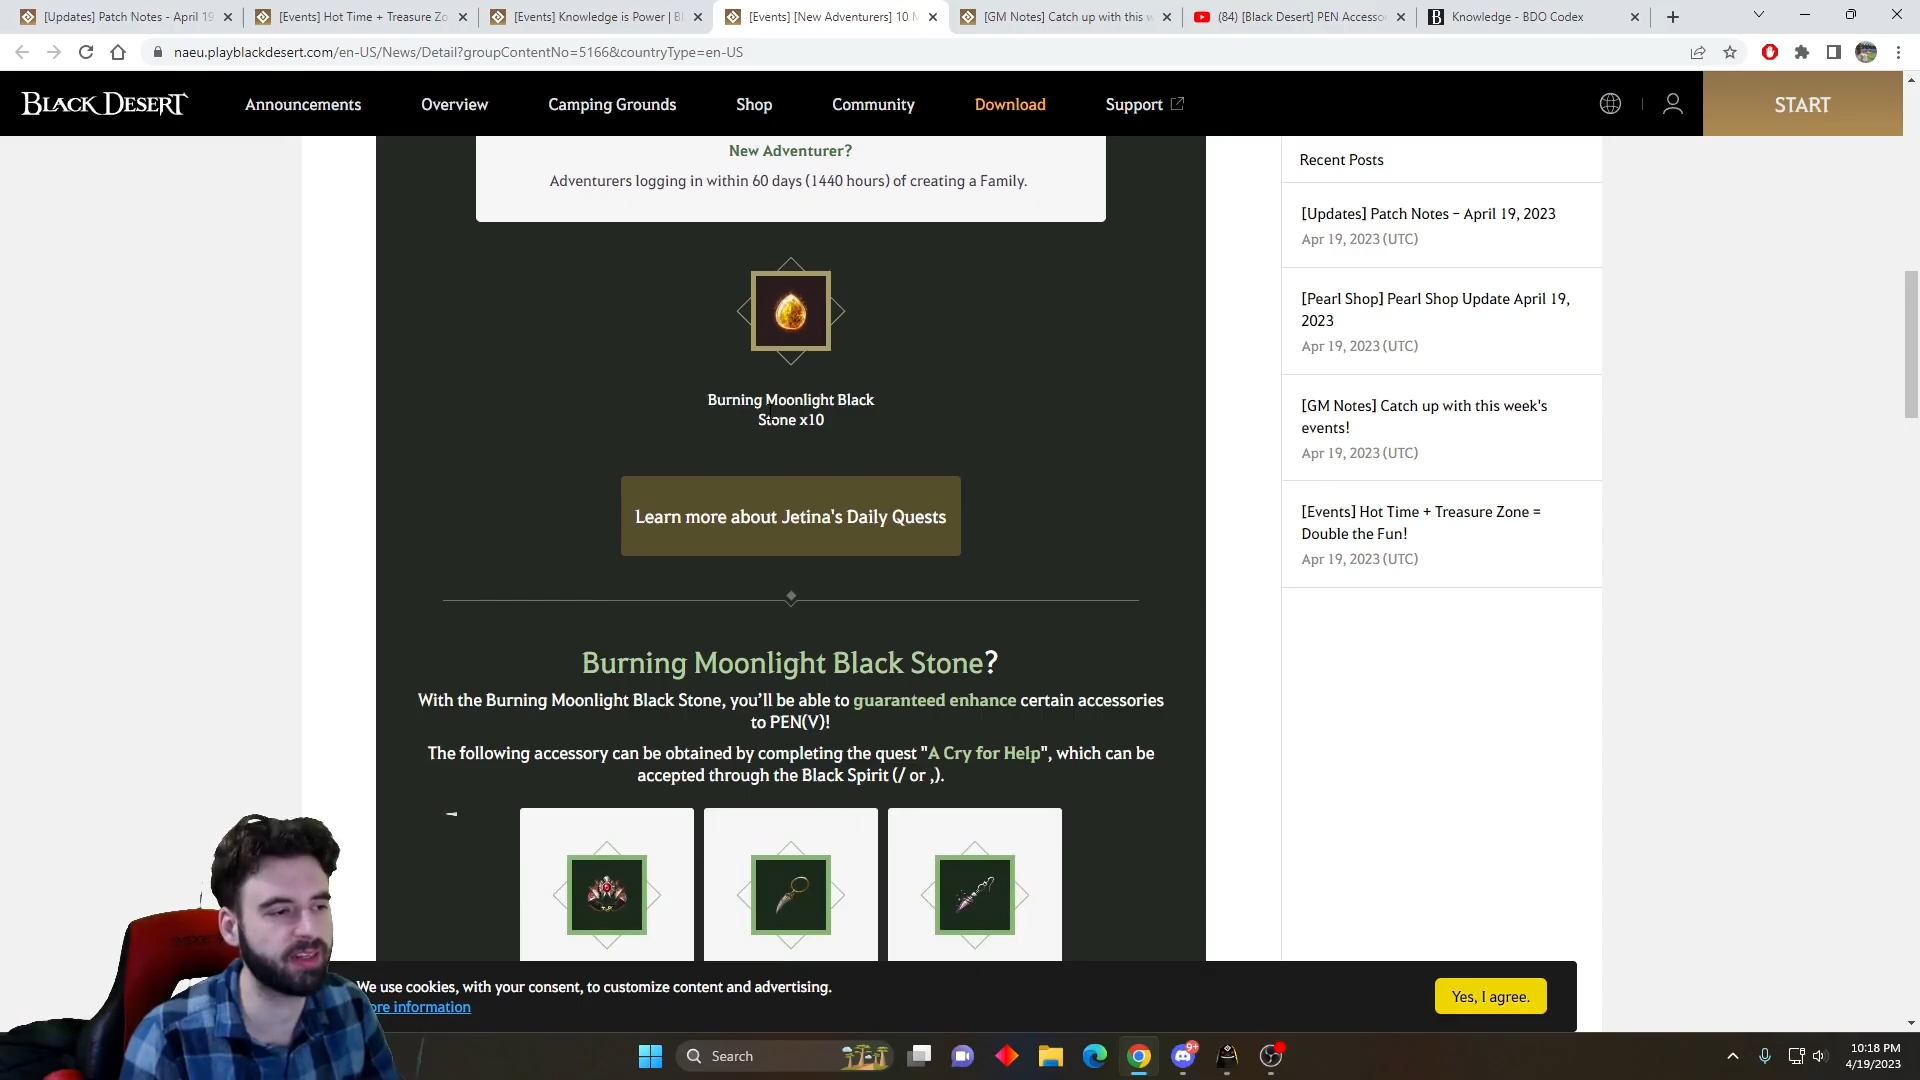 [Updates] Patch Notes - April 19
[Events] Hot Time + Treasure Zo
[Events] Knowledge is Power | Bl
[Events] [New Adventurers] 10 M
[GM Notes] Catch up with this w
(84) [Black Desert] PEN Accesso
Knowledge - BDO Codex
naeu.playblackdesert.com/en-US/News/Detail?groupContentNo=5166&countryType=en-US
BLACK DESERT
Announcements
Overview
Camping Grounds
Shop
Community
Download
Support
START
New Adventurer?
Adventurers logging in within 60 days (1440 hours) of creating a Family.
Burning Moonlight Black
Stone x10
Learn more about Jetina's Daily Quests
Burning Moonlight Black Stone?
With the Burning Moonlight Black Stone, you'll be able to guaranteed enhance certain accessories
to PEN(V)!
The following accessory can be obtained by completing the quest "A Cry for Help", which can be
accepted through the Black Spirit (/ or ,).
Recent Posts
[Updates] Patch Notes – April 19, 2023
Apr 19, 2023 (UTC)
[Pearl Shop] Pearl Shop Update April 19,
2023
Apr 19, 2023 (UTC)
[GM Notes] Catch up with this week's
events!
Apr 19, 2023 (UTC)
[Events] Hot Time + Treasure Zone =
Double the Fun!
Apr 19, 2023 (UTC)
We use cookies, with your consent, to customize content and advertising.
ore information
Yes, I agree.
Search
9+
10:18 PM
4/19/2023